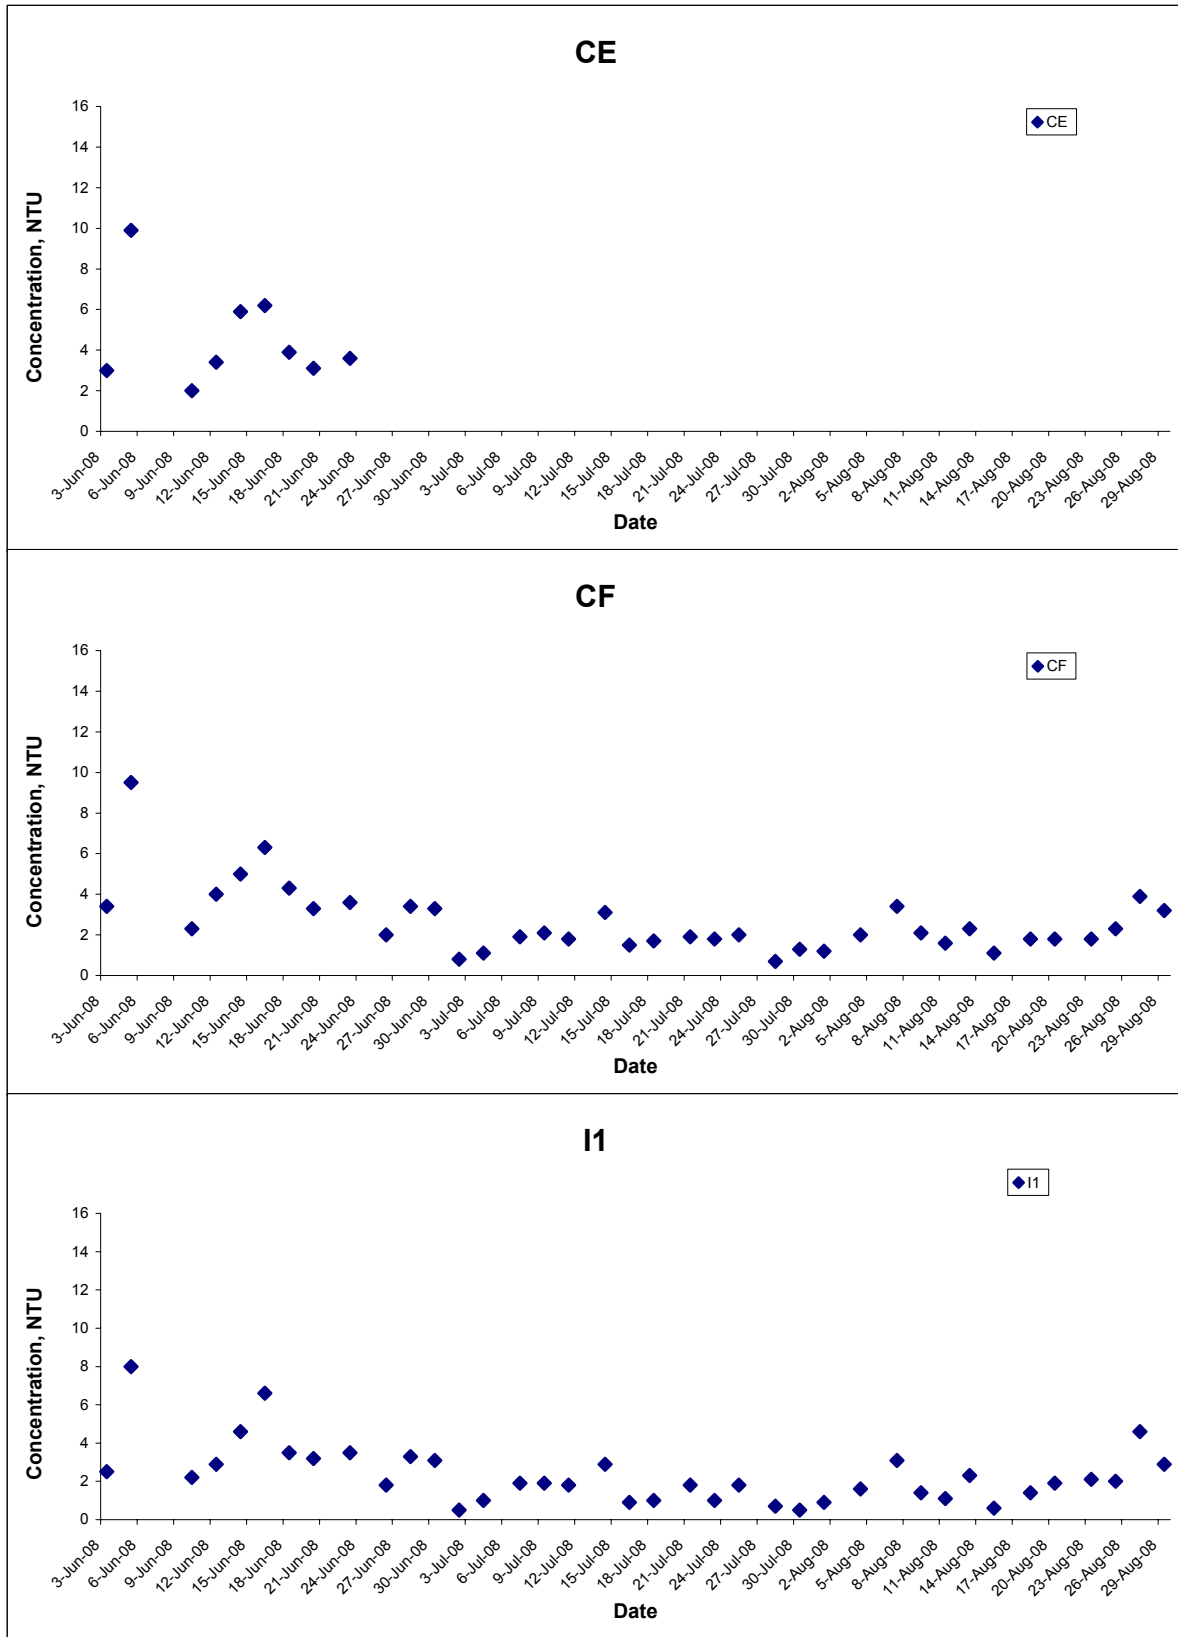 CE
CE
16
14
12
10
8
6
4
2
0
Concentration, NTU
3-Jun-08 6-Jun-08 9-Jun-08 12-Jun-08 15-Jun-08 18-Jun-08 21-Jun-08 24-Jun-08 27-Jun-08 30-Jun-08 3-Jul-08 6-Jul-08 9-Jul-08 12-Jul-08 15-Jul-08 18-Jul-08 21-Jul-08 24-Jul-08 27-Jul-08 30-Jul-08 2-Aug-08 5-Aug-08 8-Aug-08 11-Aug-08 14-Aug-08 17-Aug-08 20-Aug-08 23-Aug-08 26-Aug-08 29-Aug-08
Date
CF
CF
16
14
12
10
8
6
4
2
0
Concentration, NTU
3-Jun-08 6-Jun-08 9-Jun-08 12-Jun-08 15-Jun-08 18-Jun-08 21-Jun-08 24-Jun-08 27-Jun-08 30-Jun-08 3-Jul-08 6-Jul-08 9-Jul-08 12-Jul-08 15-Jul-08 18-Jul-08 21-Jul-08 24-Jul-08 27-Jul-08 30-Jul-08 2-Aug-08 5-Aug-08 8-Aug-08 11-Aug-08 14-Aug-08 17-Aug-08 20-Aug-08 23-Aug-08 26-Aug-08 29-Aug-08
Date
I1
I1
16
14
12
10
8
6
4
2
0
Concentration, NTU
3-Jun-08 6-Jun-08 9-Jun-08 12-Jun-08 15-Jun-08 18-Jun-08 21-Jun-08 24-Jun-08 27-Jun-08 30-Jun-08 3-Jul-08 6-Jul-08 9-Jul-08 12-Jul-08 15-Jul-08 18-Jul-08 21-Jul-08 24-Jul-08 27-Jul-08 30-Jul-08 2-Aug-08 5-Aug-08 8-Aug-08 11-Aug-08 14-Aug-08 17-Aug-08 20-Aug-08 23-Aug-08 26-Aug-08 29-Aug-08
Date